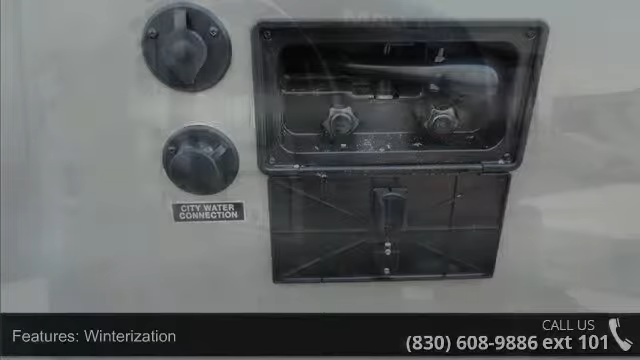 CITY WATER
CONNECTION
Features: Winterization
CALL US
(830) 608-9886 ext 101